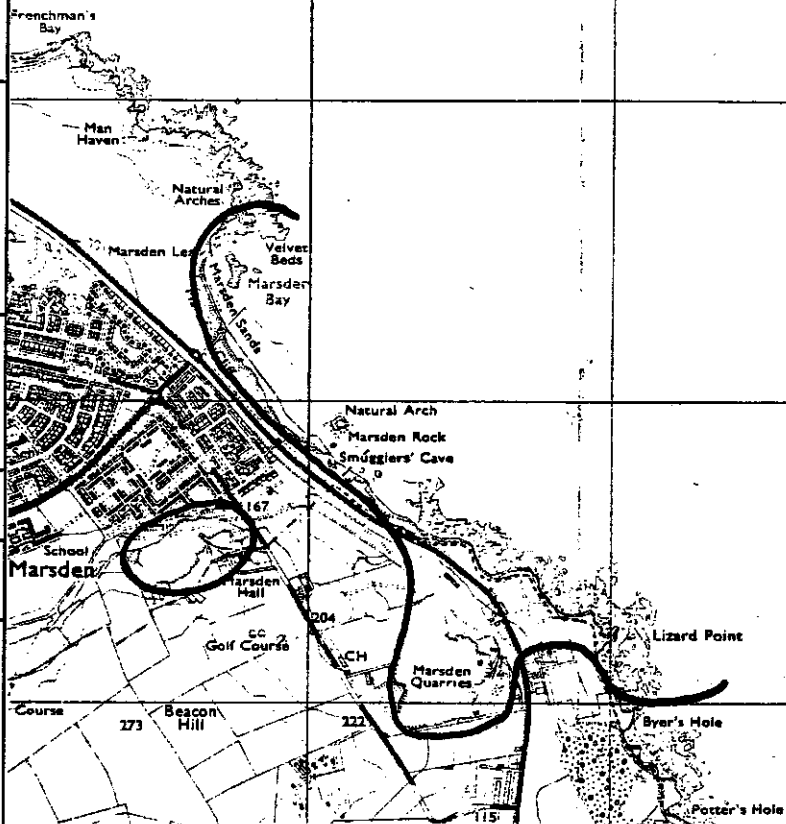 Frenchman's
Bay
Man
Haven
Natural
Arches
Marsden Lea
Velvet
Beds
Marsden
Bay
Marsden Sands
Natural Arch
Marsden Rock
Smugglers' Cave
167
School
Marsden
Marsden
Hall
204
Golf Course
CH
Lizard Point
Marsden
Quarries
Course
273
Beacon
Hill
222
Byer's Hole
115
Potter's Hole